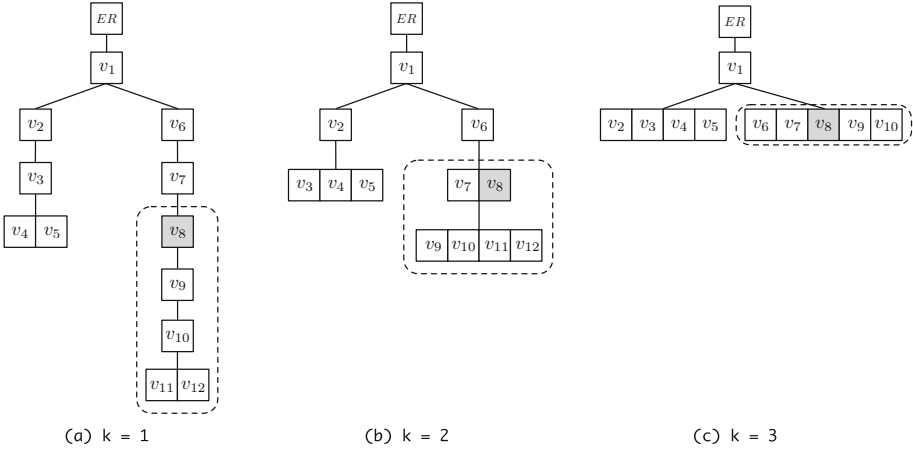 ER ER ER
v1 v1 v1
v2 v6 v2 v6 v2 v3 v4 v5 v6 v7 v8 v9 v10
v3 v7 v3 v4 v5 v7 v8
v4 v5 v8 v9 v10 v11 v12
v9
v10
v11 v12
(a) k = 1 (b) k = 2 (c) k = 3